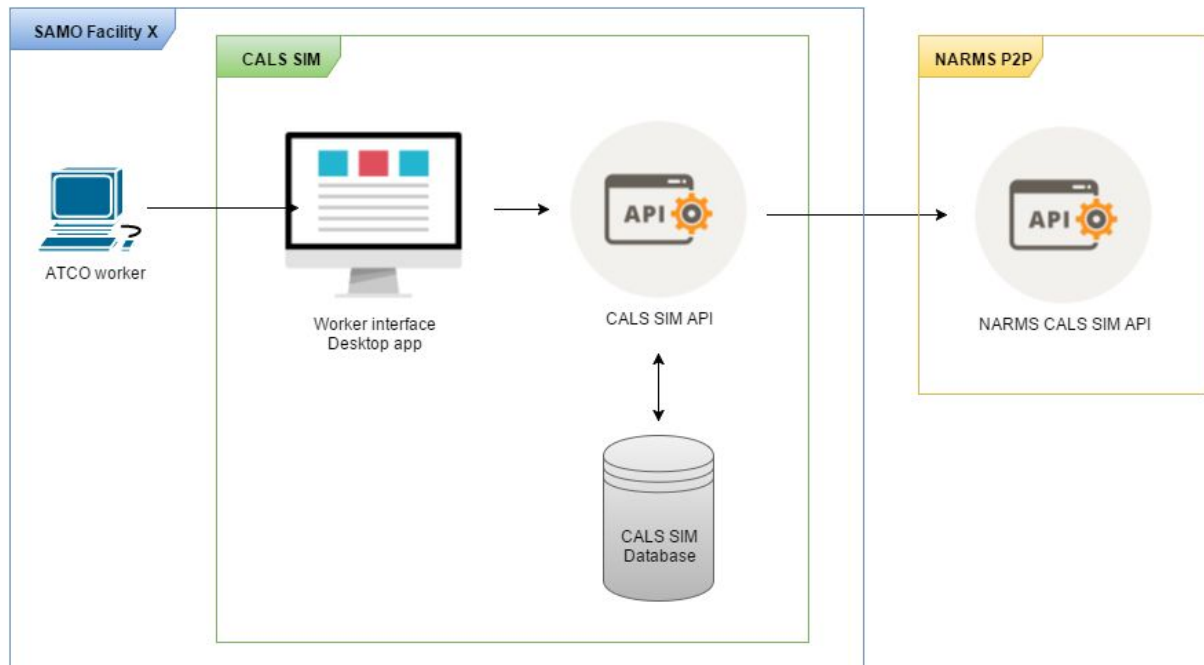 SAMO Facility X
CALS SIM
NARMS P2P
API
API
ATCO worker
Worker interface
Desktop app
CALS SIM API
NARMS CALS SIM API
CALS SIM
Database